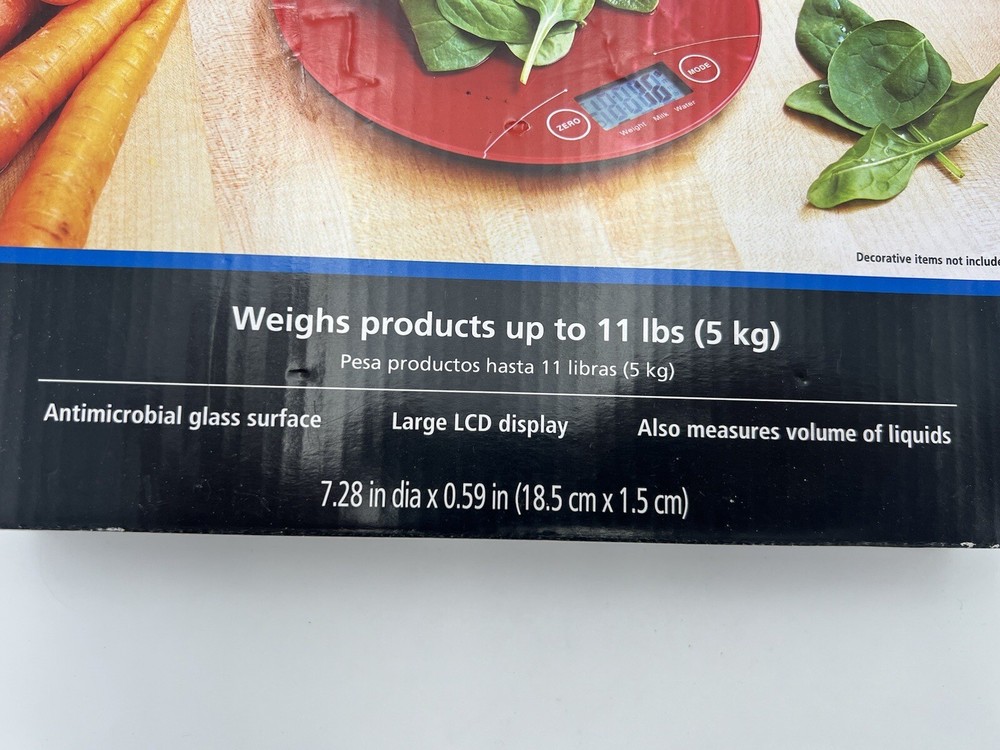 MODE
ZERO
Weight Milk Water
Decorative items not include
Weighs products up to 11 lbs (5 kg)
Pesa productos hasta 11 libras (5 kg)
Antimicrobial glass surface Large LCD display Also measures volume of liquids
7.28 in dia x 0.59 in (18.5 cm x 1.5 cm)